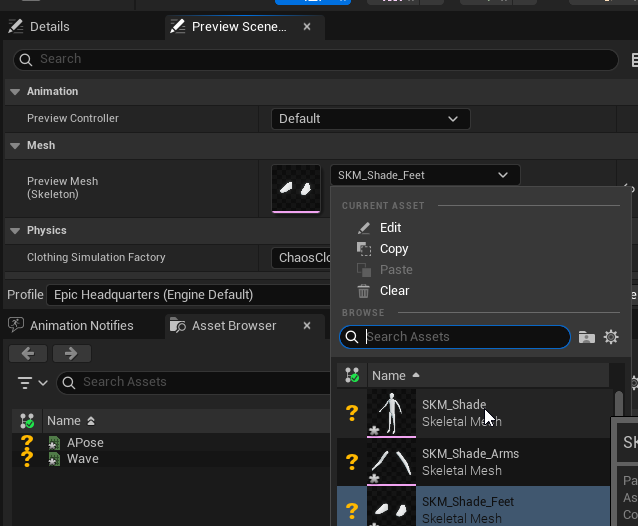 Details
Preview Scene...
Search
Animation
Preview Controller
Default
Mesh
Preview Mesh
(Skeleton)
SKM_Shade_Feet
CURRENT ASSET
Edit
Copy
Paste
Clear
BROWSE
Search Assets
Name
SKM_Shade
Skeletal Mesh
SKM_Shade_Arms
Skeletal Mesh
SKM_Shade_Feet
Skeletal Mesh
Physics
Clothing Simulation Factory
ChaosClo
Profile
Epic Headquarters (Engine Default)
Animation Notifies
Asset Browser
Search Assets
Name
APose
Wave
SK
Pa
As
Co